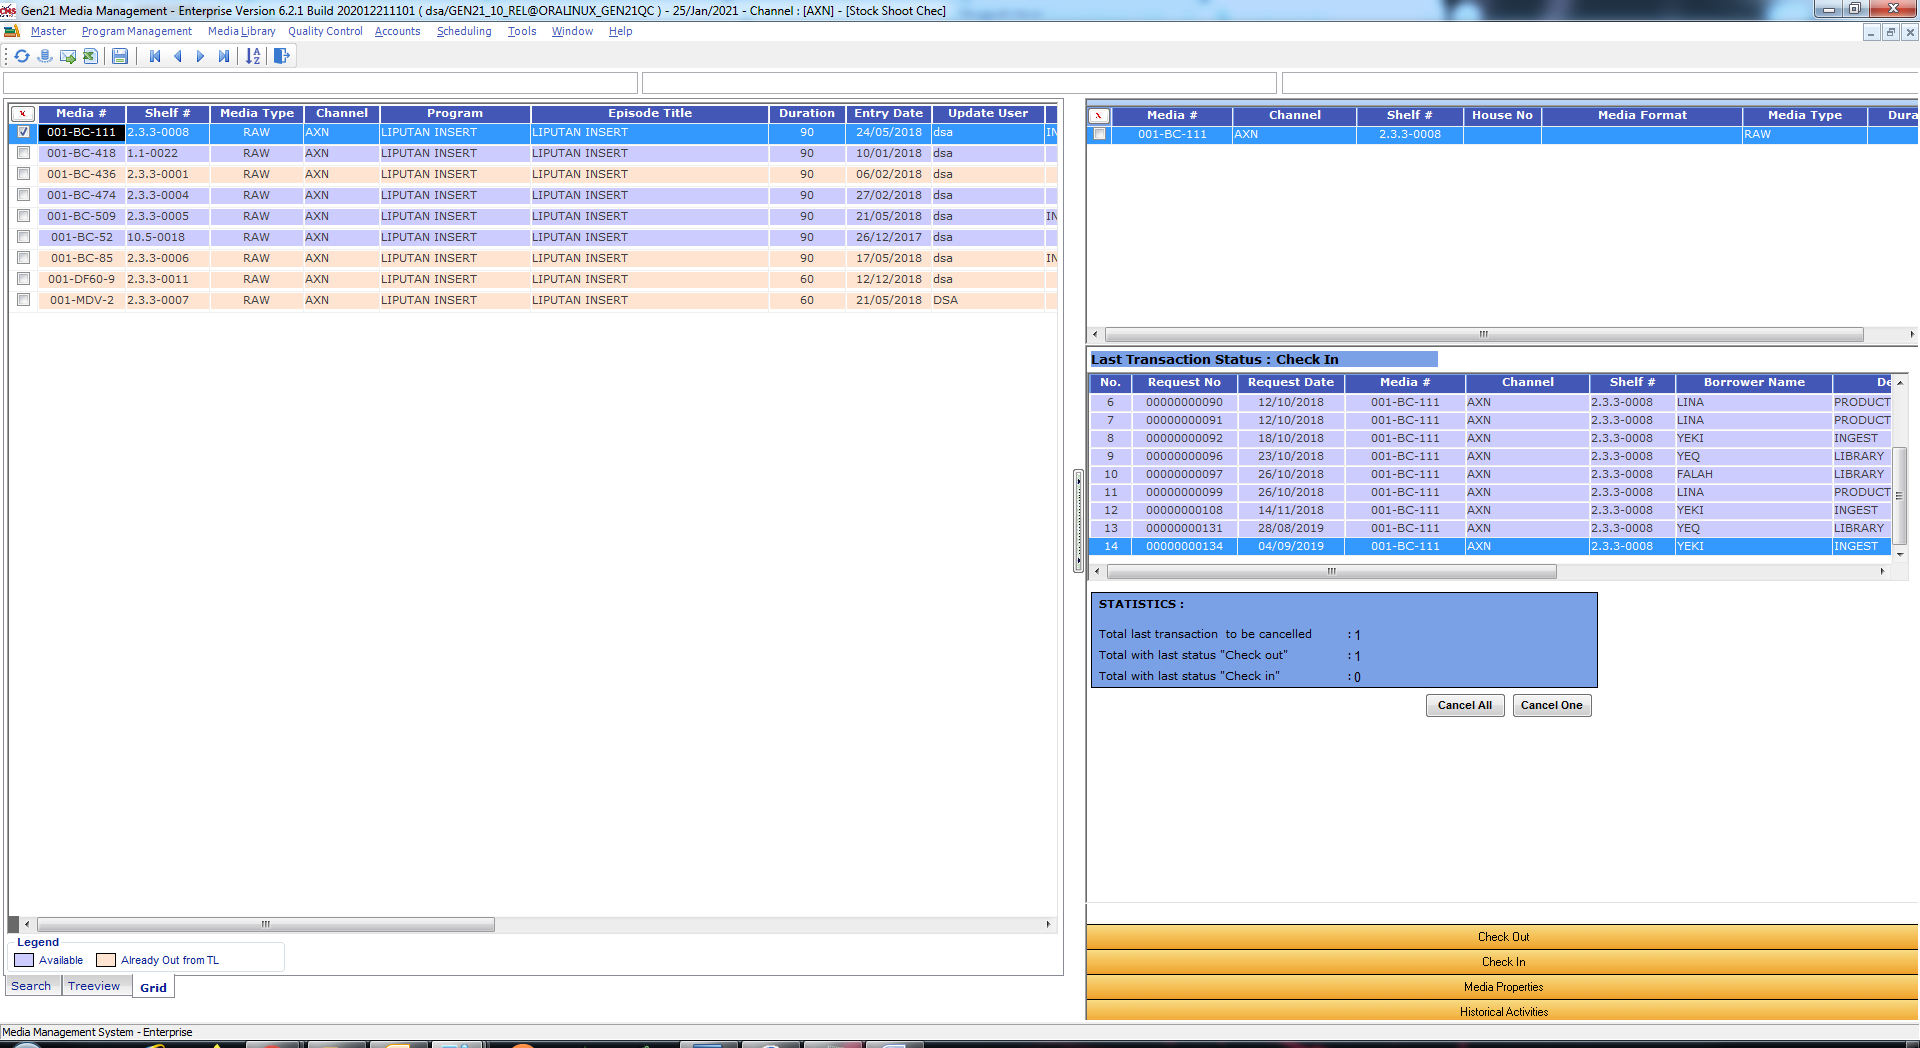 Gen21 Media Management - Enterprise Version 6.2.1 Build 202012211101 ( dsa/GEN21_10_REL@ORALINUX_GEN21QC ) - 25/Jan/2021 - Channel : [AXN] - [Stock Shoot Chec]
Master Program Management Media Library Quality Control Accounts Scheduling Tools Window Help
x Media # Shelf # Media Type Channel Program Episode Title Duration Entry Date Update User
001-BC-111 2.3.3-0008 RAW AXN LIPUTAN INSERT LIPUTAN INSERT 90 24/05/2018 dsa IN
001-BC-418 1.1-0022 RAW AXN LIPUTAN INSERT LIPUTAN INSERT 90 10/01/2018 dsa
001-BC-436 2.3.3-0001 RAW AXN LIPUTAN INSERT LIPUTAN INSERT 90 06/02/2018 dsa
001-BC-474 2.3.3-0004 RAW AXN LIPUTAN INSERT LIPUTAN INSERT 90 27/02/2018 dsa
001-BC-509 2.3.3-0005 RAW AXN LIPUTAN INSERT LIPUTAN INSERT 90 21/05/2018 dsa IN
001-BC-52 10.5-0018 RAW AXN LIPUTAN INSERT LIPUTAN INSERT 90 26/12/2017 dsa
001-BC-85 2.3.3-0006 RAW AXN LIPUTAN INSERT LIPUTAN INSERT 90 17/05/2018 dsa IN
001-DF60-9 2.3.3-0011 RAW AXN LIPUTAN INSERT LIPUTAN INSERT 60 12/12/2018 dsa
001-MDV-2 2.3.3-0007 RAW AXN LIPUTAN INSERT LIPUTAN INSERT 60 21/05/2018 DSA
Legend
Available Already Out from TL
Search Treeview Grid
x Media # Channel Shelf # House No Media Format Media Type Dura
001-BC-111 AXN 2.3.3-0008 RAW
Last Transaction Status : Check In
No. Request No Request Date Media # Channel Shelf # Borrower Name De
6 00000000090 12/10/2018 001-BC-111 AXN 2.3.3-0008 LINA PRODUCT
7 00000000091 12/10/2018 001-BC-111 AXN 2.3.3-0008 LINA PRODUCT
8 00000000092 18/10/2018 001-BC-111 AXN 2.3.3-0008 YEKI INGEST
9 00000000096 23/10/2018 001-BC-111 AXN 2.3.3-0008 YEQ LIBRARY
10 00000000097 26/10/2018 001-BC-111 AXN 2.3.3-0008 FALAH LIBRARY
11 00000000099 26/10/2018 001-BC-111 AXN 2.3.3-0008 LINA PRODUCT
12 00000000108 14/11/2018 001-BC-111 AXN 2.3.3-0008 YEKI INGEST
13 00000000131 28/08/2019 001-BC-111 AXN 2.3.3-0008 YEQ LIBRARY
14 00000000134 04/09/2019 001-BC-111 AXN 2.3.3-0008 YEKI INGEST
STATISTICS :
Total last transaction to be cancelled : 1
Total with last status "Check out" : 1
Total with last status "Check in" : 0
Cancel All Cancel One
Check Out
Check In
Media Properties
Historical Activities
Media Management System - Enterprise